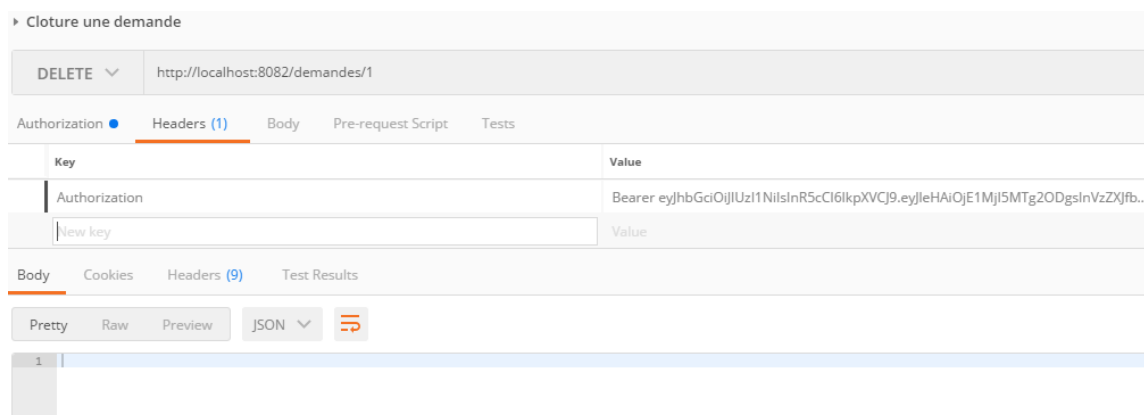 Cloture une demande
DELETE http://localhost:8082/demandes/1
Authorization Headers (1) Body Pre-request Script Tests
Key Value
Authorization Bearer eyJhbGciOiJIUzI1NiIsInR5cCI6IkpXVCJ9.eyJleHAiOjE1MjI5MTg2ODgsInVzZXJfb...
New key Value
Body Cookies Headers (9) Test Results
Pretty Raw Preview JSON
1